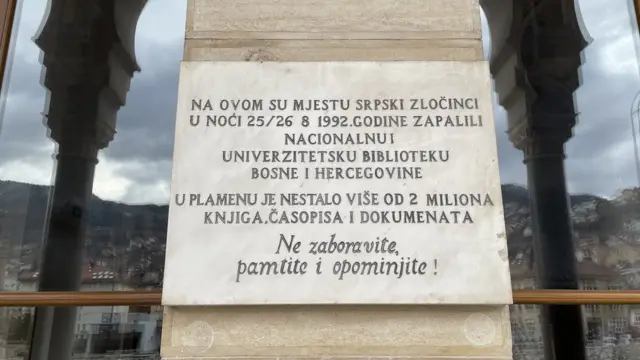 NA OVOM SU MJESTU SRPSKI ZLOČINCI
U NOĆI 25/26 8 1992.GODINE ZAPALILI
NACIONALNU I
UNIVERZITETSKU BIBLIOTEKU
BOSNE I HERCEGOVINE
U PLAMENU JE NESTALO VIŠE OD 2 MILIONA
KNJIGA,ČASOPISA I DOKUMENATA
Ne zaboravite,
pamtite i opominjite !